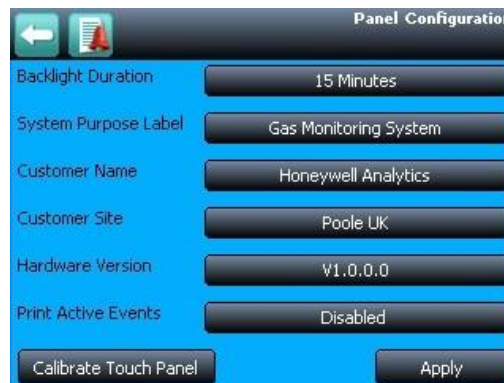 Panel Configuratio
Backlight Duration 15 Minutes
System Purpose Label Gas Monitoring System
Customer Name Honeywell Analytics
Customer Site Poole UK
Hardware Version V1.0.0.0
Print Active Events Disabled
Calibrate Touch Panel Apply